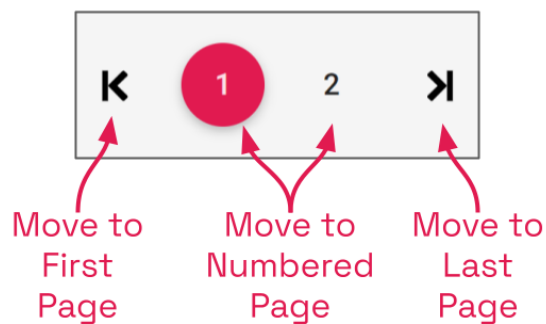 1 2
Move to
First
Page
Move to
Numbered
Page
Move to
Last
Page